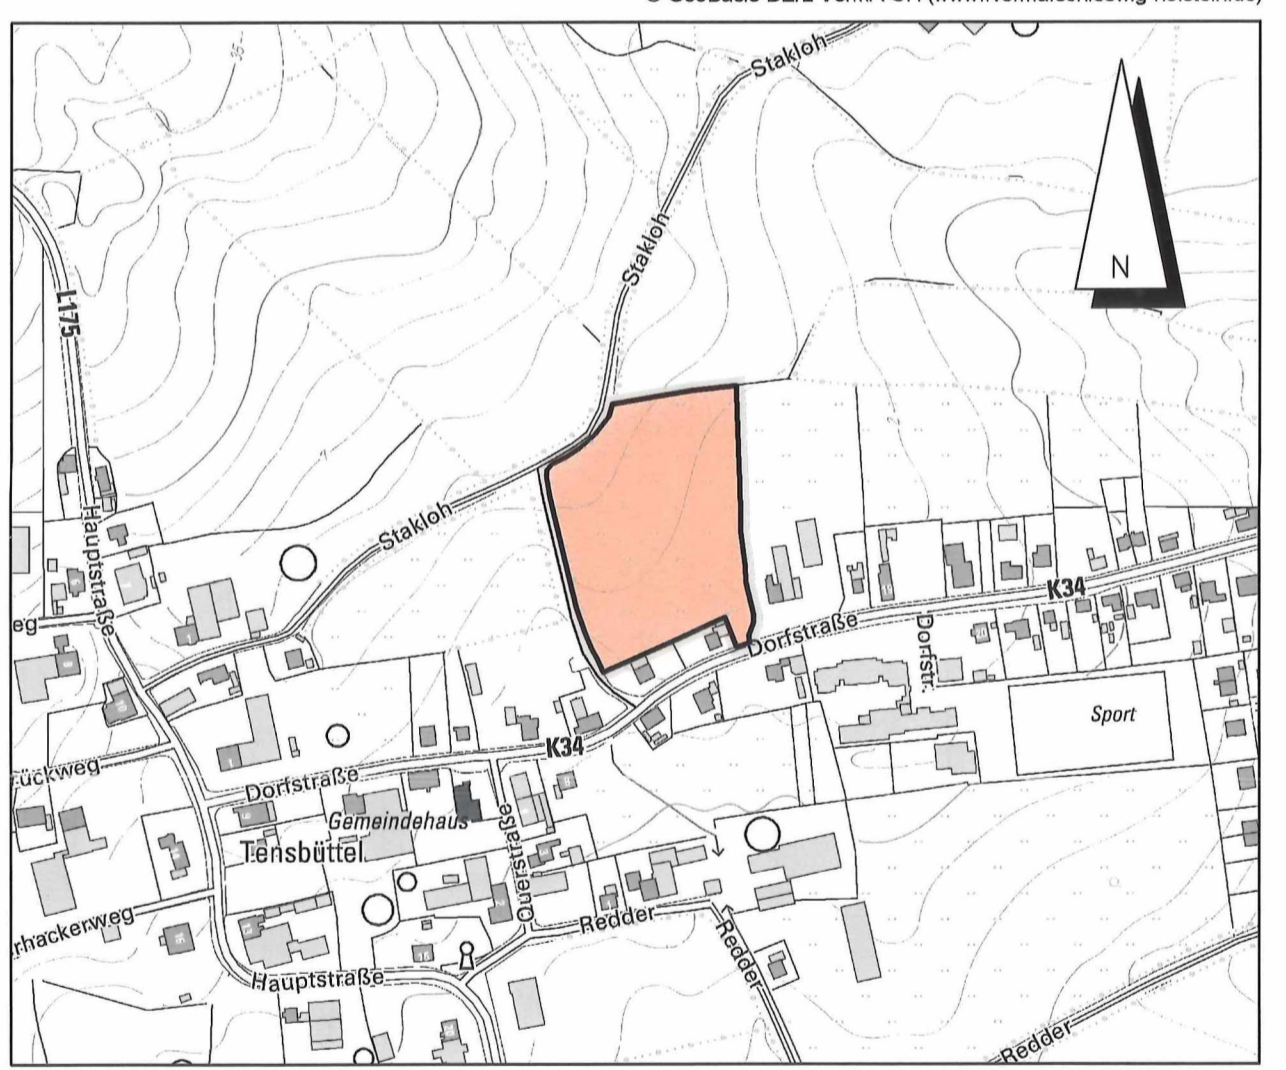 Stakloh
35
N
Stakloh
L175
Stakloh
Hauptstraße
K34
eg
Dorfstraße
Dorfstr.
Sport
K34
ückweg
Dorfstraße
Gemeindehaus
Tensbüttel
Querstraße
rhackerweg
Redder
Redder
Hauptstraße
Redder